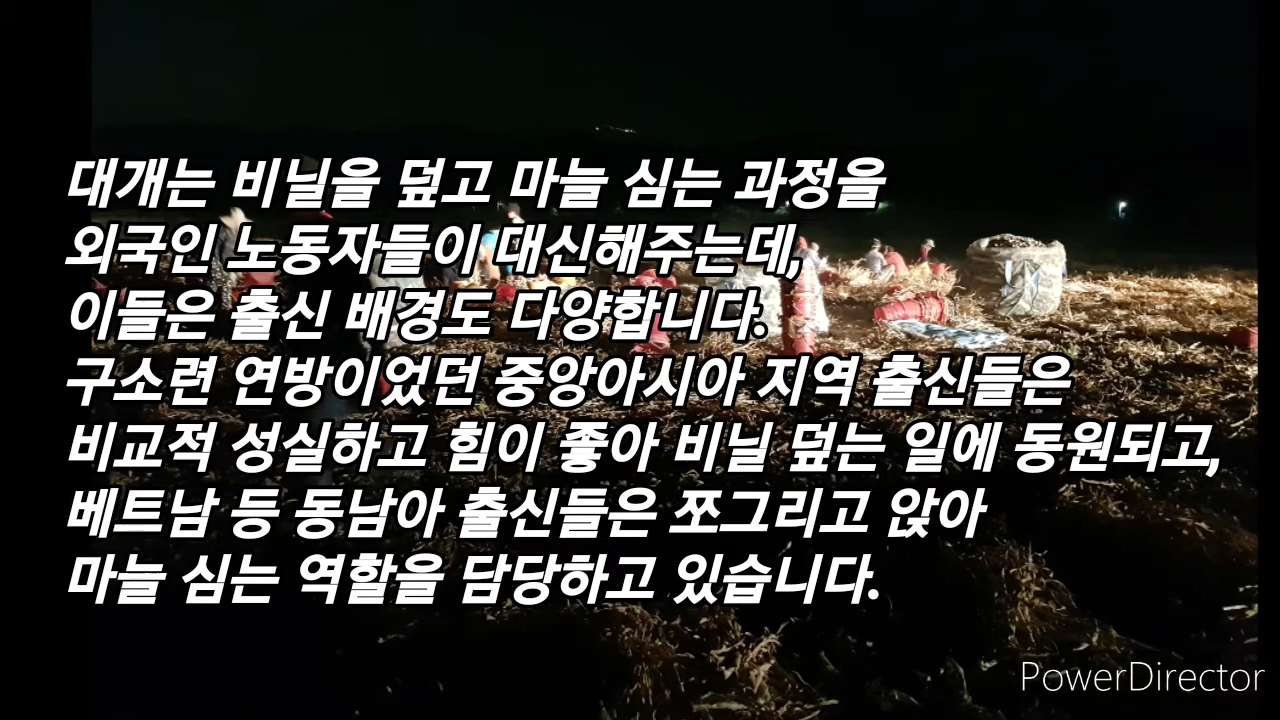 대개는 비닐을 덮고 마늘 심는 과정을
외국인 노동자들이 대신해주는데,
이들은 출신 배경도 다양합니다.
구소련 연방이었던 중앙아시아 지역 출신들은
비교적 성실하고 힘이 좋아 비닐 덮는 일에 동원되고,
베트남 등 동남아 출신들은 쪼그리고 앉아
마늘 심는 역할을 담당하고 있습니다.
PowerDirector